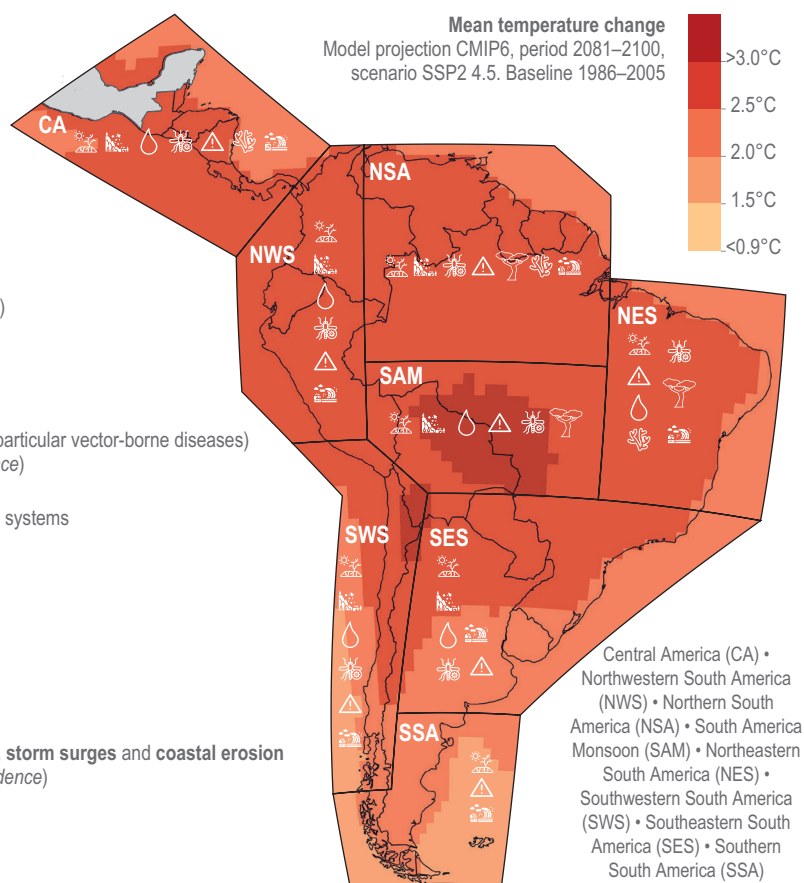 Mean temperature change
Model projection CMIP6, period 2081–2100,
scenario SSP2 4.5. Baseline 1986–2005
>3.0°C
2.5°C
2.0°C
1.5°C
<0.9°C
CA
NSA
NWS
NES
SAM
SWS
SES
SSA
)
particular vector-borne diseases)
ce)
systems
storm surges and coastal erosion
dence)
Central America (CA) •
Northwestern South America
(NWS) • Northern South
America (NSA) • South America
Monsoon (SAM) • Northeastern
South America (NES) •
Southwestern South America
(SWS) • Southeastern South
America (SES) • Southern
South America (SSA)